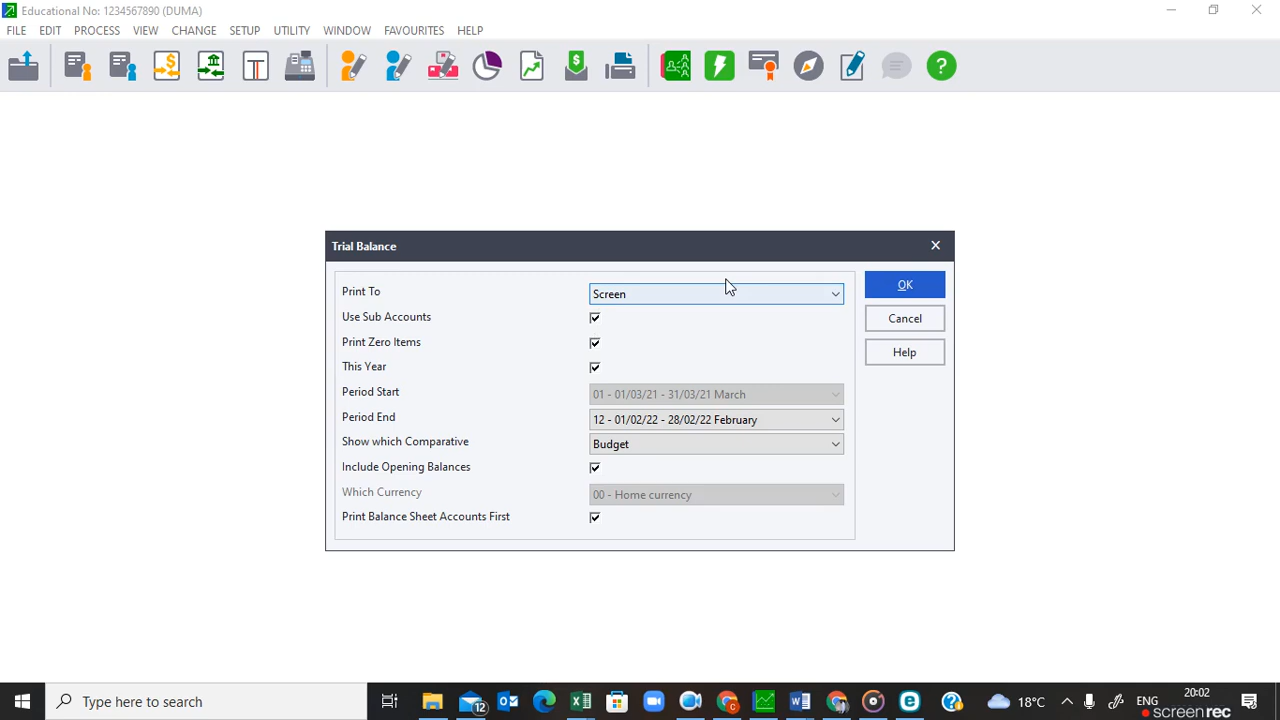 Educational No: 1234567890 (DUMA)
FILE EDIT PROCESS VIEW CHANGE SETUP UTILITY WINDOW FAVOURITES HELP
Trial Balance
Print To Screen
OK
Use Sub Accounts
Cancel
Print Zero Items
Help
This Year
Period Start 01 - 01/03/21 - 31/03/21 March
Period End 12 - 01/02/22 - 28/02/22 February
Show which Comparative Budget
Include Opening Balances
Which Currency 00 - Home currency
Print Balance Sheet Accounts First
Type here to search
12
18°C
ENG
20:02
screenrec